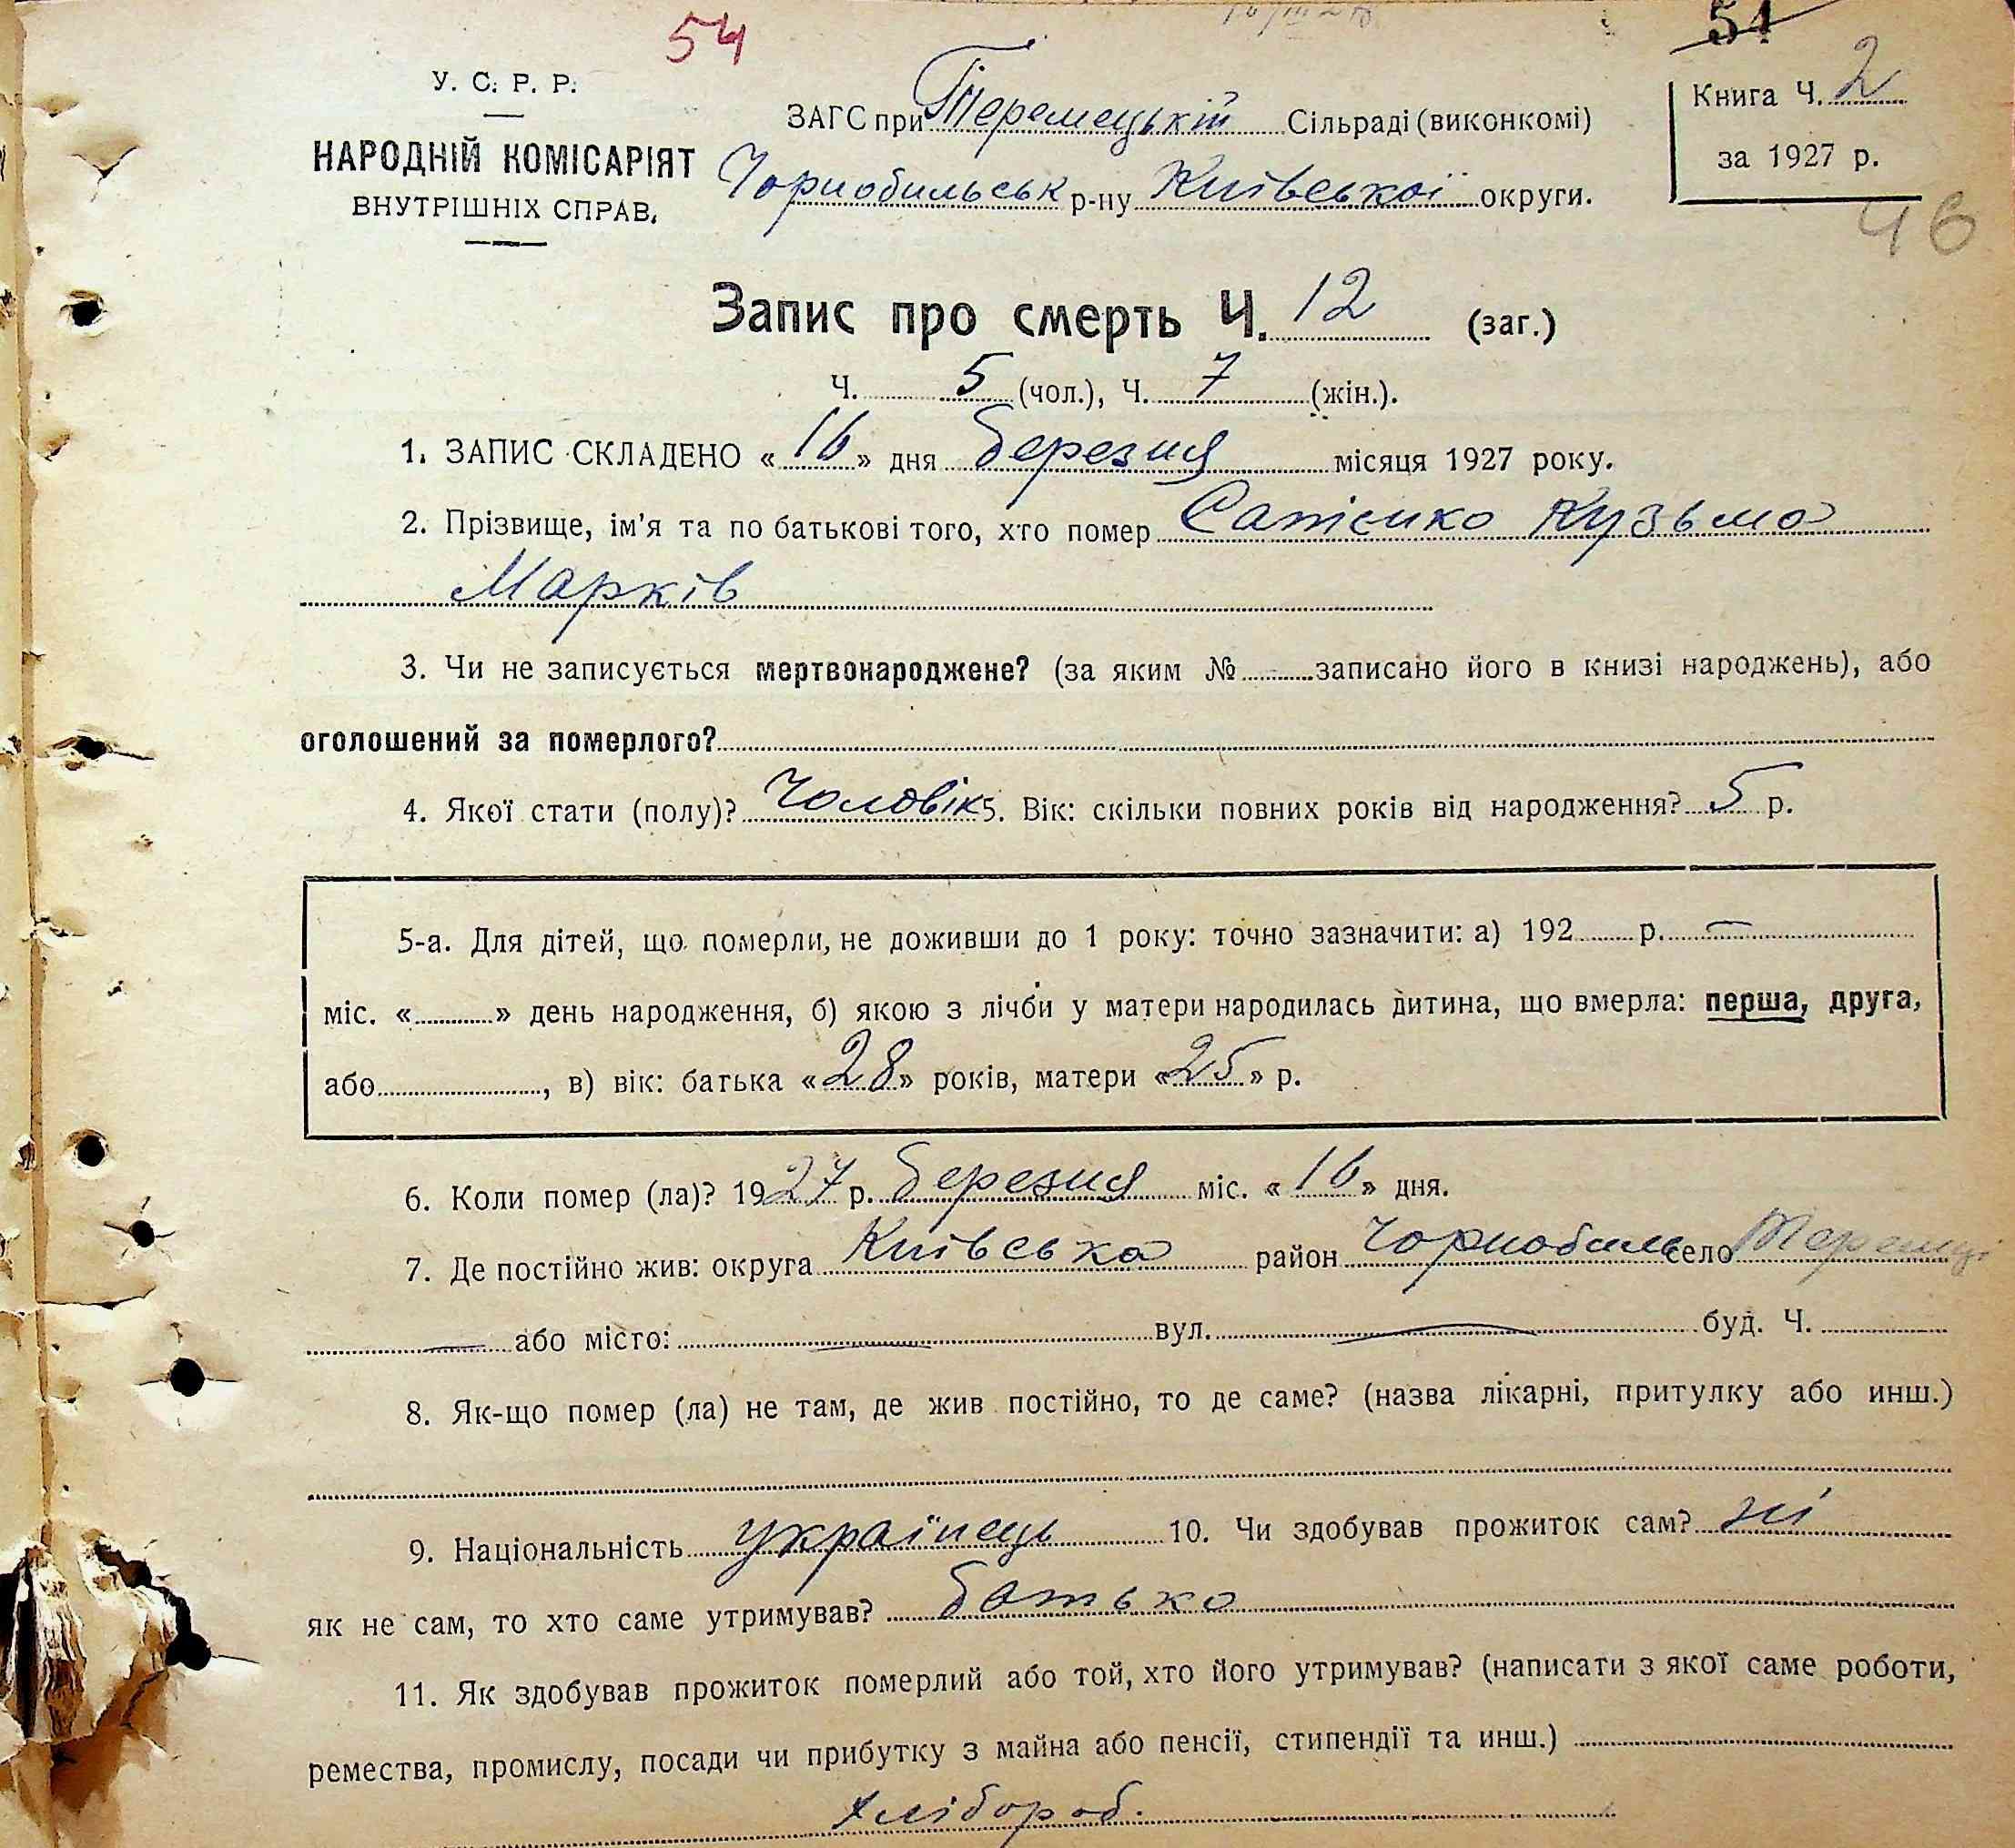 54
51
У. С. Р. Р.
НАРОДНІЙ КОМІСАРІЯТ
ВНУТРІШНІХ СПРАВ.
ЗАГС при Теремецькій Сільраді (виконкомі)
Чорнобильськ р-ну Київської округи.
Книга Ч. 2
за 1927 р.
46
Запис про смерть Ч. 12 (заг.)
Ч. 5 (чол.), Ч. 7 (жін.).
1. ЗАПИС СКЛАДЕНО «16» дня березня місяця 1927 року.
2. Прізвище, ім'я та по батькові того, хто помер Сапієнко Кузьма
Марків
3. Чи не записується мертвонароджене? (за яким № записано його в книзі народжень), або
оголошений за померлого?
4. Якої стати (полу)? Чоловік 5. Вік: скільки повних років від народження? 5 р.
5-а. Для дітей, що померли, не доживши до 1 року: точно зазначити: а) 192 р. —
міс. « » день народження, б) якою з лічби у матери народилась дитина, що вмерла: перша, друга,
або , в) вік: батька «28» років, матери «25» р.
6. Коли помер (ла)? 1927 р. березня міс. «16» дня.
7. Де постійно жив: округа Київська район Чорнобиль село Теремці
— або місто: — вул. — буд. Ч.
8. Як-що помер (ла) не там, де жив постійно, то де саме? (назва лікарні, притулку або инш.)
9. Національність українець 10. Чи здобував прожиток сам? ні
як не сам, то хто саме утримував? батько
11. Як здобував прожиток померлий або той, хто його утримував? (написати з якої саме роботи,
ремества, промислу, посади чи прибутку з майна або пенсії, стипендії та инш.)
хлібороб.